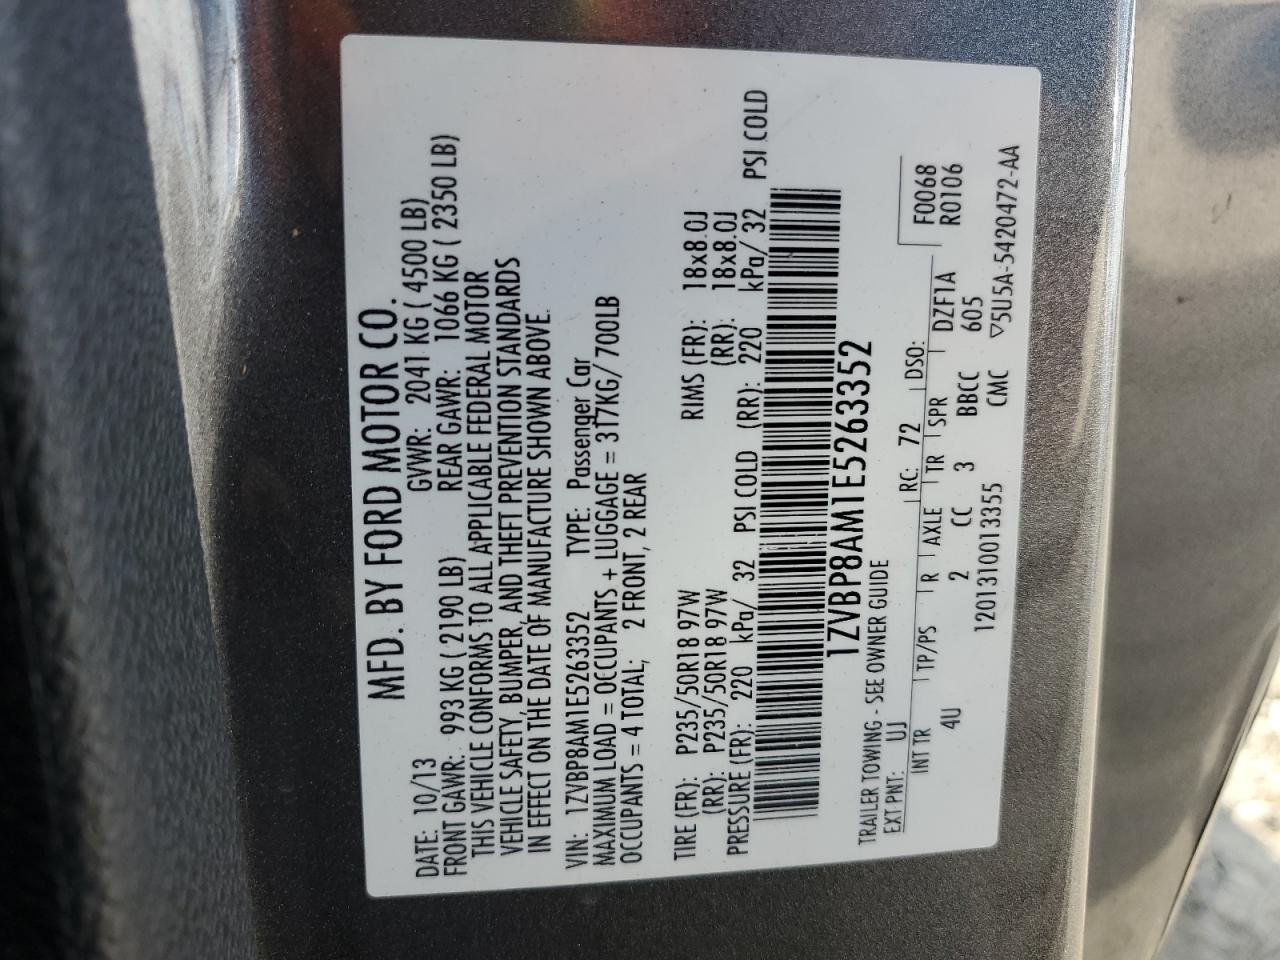 MFD. BY FORD MOTOR CO.
DATE: 10/13 GVWR: 2041 KG ( 4500 LB)
FRONT GAWR: 993 KG ( 2190 LB) REAR GAWR: 1066 KG ( 2350 LB)
THIS VEHICLE CONFORMS TO ALL APPLICABLE FEDERAL MOTOR
VEHICLE SAFETY, BUMPER, AND THEFT PREVENTION STANDARDS
IN EFFECT ON THE DATE OF MANUFACTURE SHOWN ABOVE.
VIN: 1ZVBP8AM1E5263352 TYPE: Passenger Car
MAXIMUM LOAD = OCCUPANTS + LUGGAGE = 317KG/700LB
OCCUPANTS = 4 TOTAL; 2 FRONT, 2 REAR
TIRE (FR): P235/50R18 97W RIMS (FR): 18x8.0J
(RR): P235/50R18 97W (RR): 18x8.0J
PRESSURE (FR): 220 kPa/ 32 PSI COLD (RR): 220 kPa/ 32 PSI COLD
1ZVBP8AM1E5263352
TRAILER TOWING - SEE OWNER GUIDE
EXT PNT: UJ RC: 72 DSO: F0068
INT TR TP/PS R AXLE TR SPR DZF1A R0106
4U 2 CC 3 BBCC 605
1201310013355 CMC ▽5U5A-5420472-AA